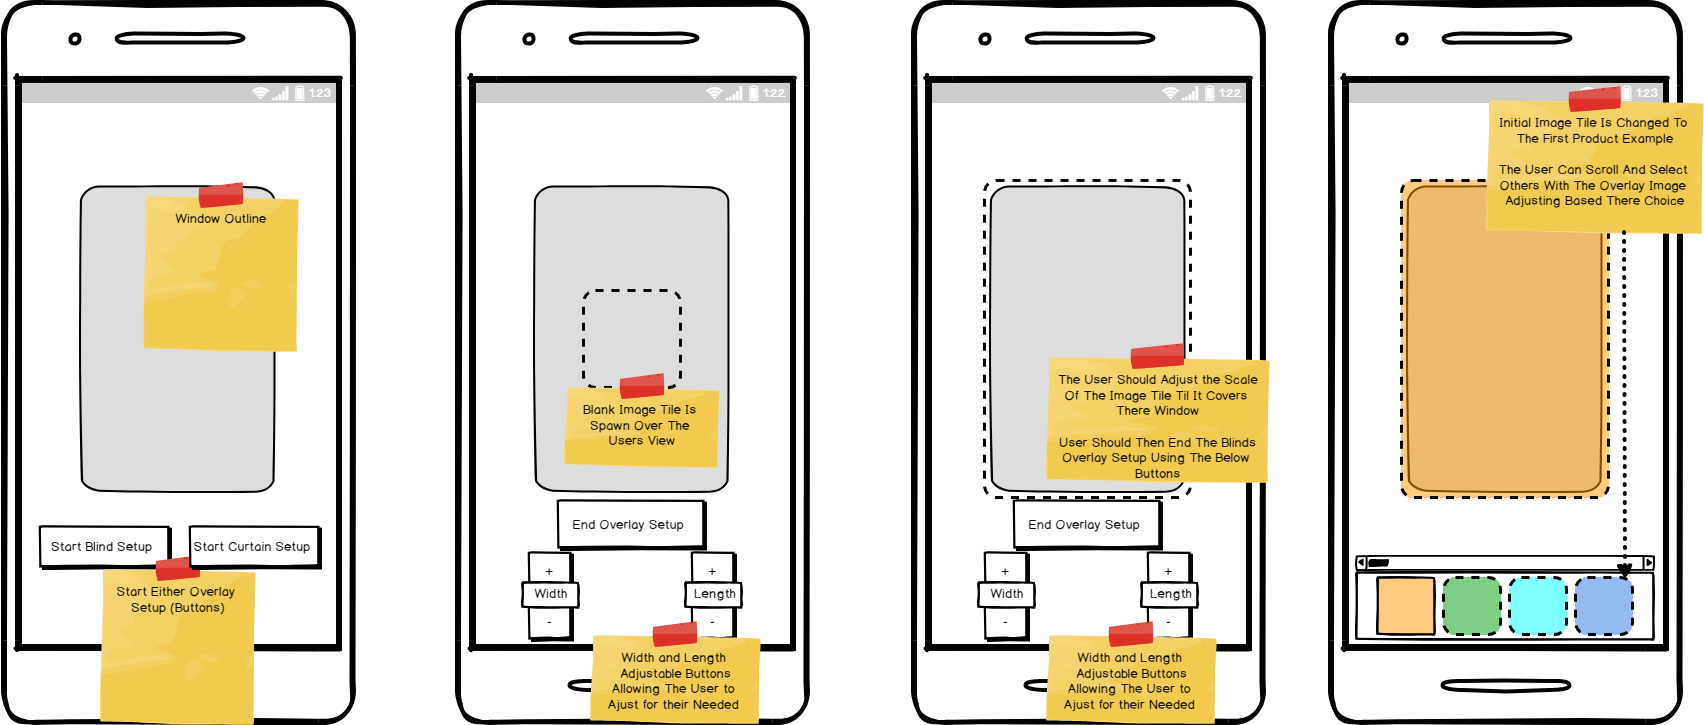 1:23
Window Outline
Start Blind Setup
Start Curtain Setup
Start Either Overlay
Setup (Buttons)
1:22
Blank Image Tile Is
Spawn Over The
Users View
End Overlay Setup
+
+
Width
Length
-
-
Width and Length
Adjustable Buttons
Allowing The User to
Ajust for their Needed
1:22
The User Should Adjust the Scale
Of The Image Tile Til It Covers
There Window
User Should Then End The Blinds
Overlay Setup Using The Below
Buttons
End Overlay Setup
+
+
Width
Length
-
-
Width and Length
Adjustable Buttons
Allowing The User to
Ajust for their Needed
1:23
Initial Image Tile Is Changed To
The First Product Example
The User Can Scroll And Select
Others With The Overlay Image
Adjusting Based There Choice